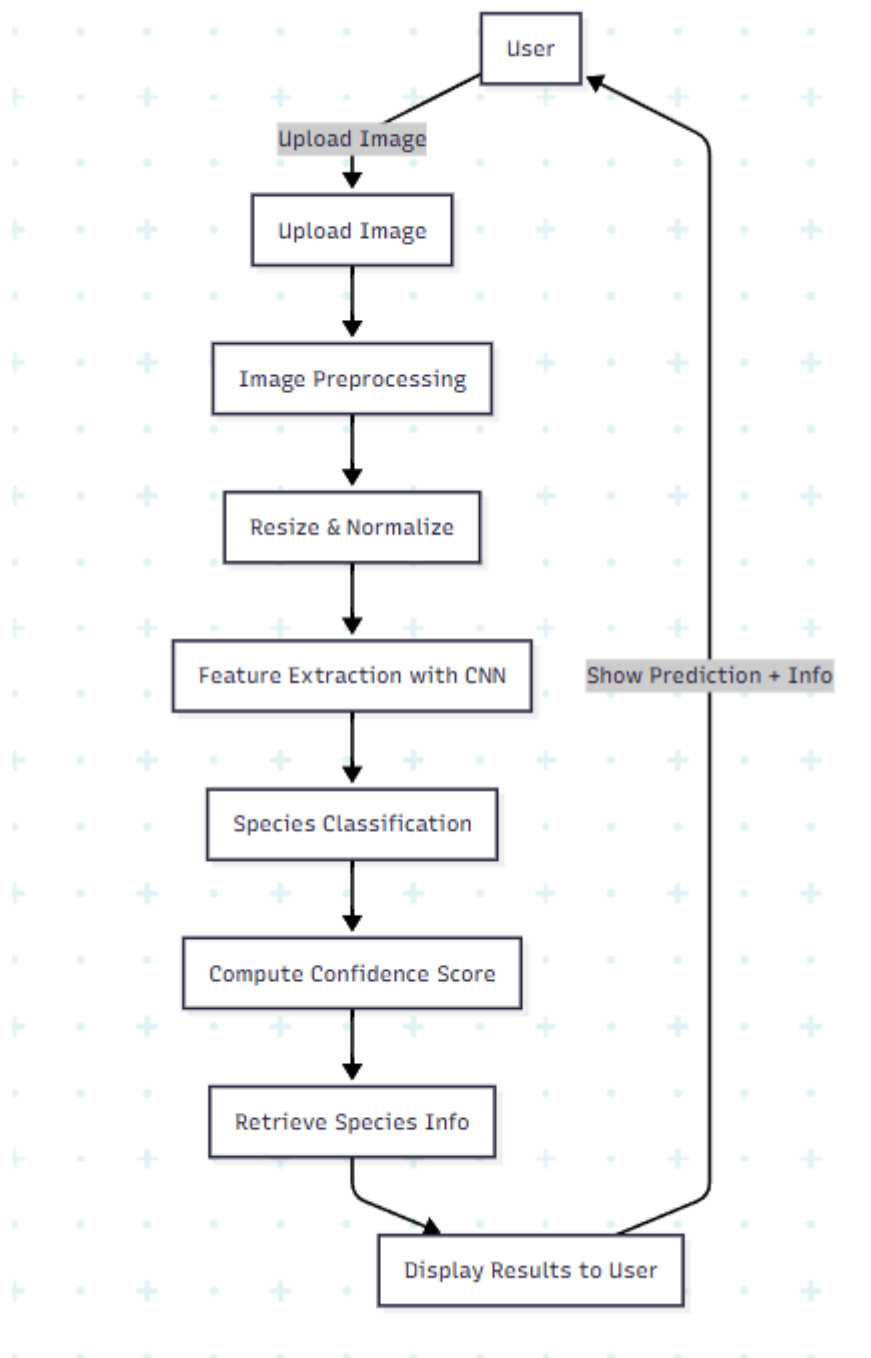 User
Upload Image
Upload Image
Image Preprocessing
Resize & Normalize
Feature Extraction with CNN
Show Prediction + Info
Species Classification
Compute Confidence Score
Retrieve Species Info
Display Results to User